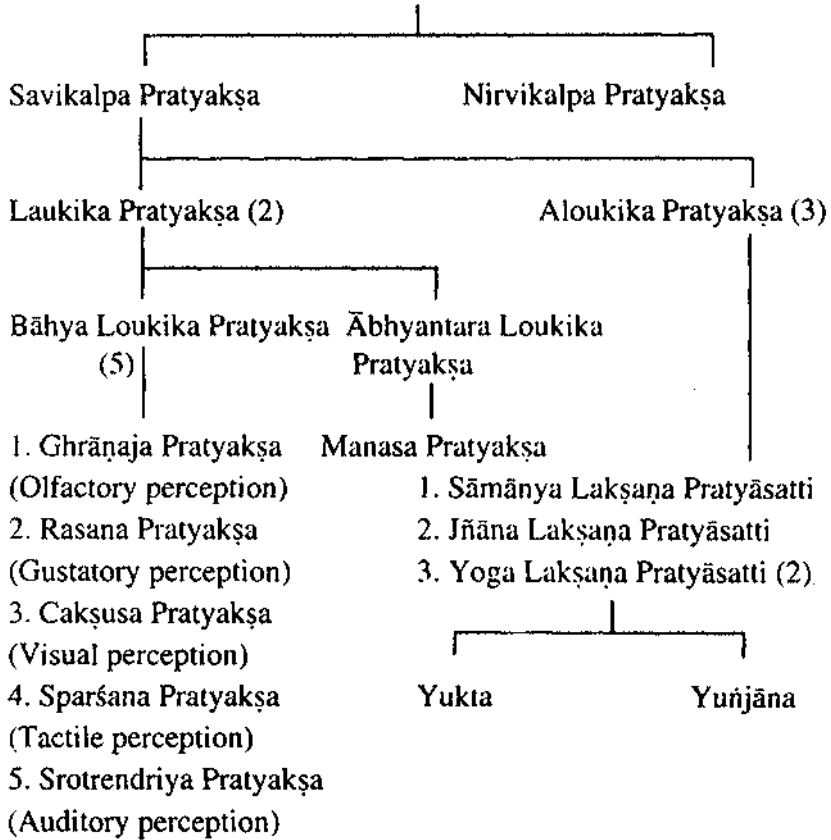 Savikalpa Pratyakṣa Nirvikalpa Pratyakṣa
Laukika Pratyakṣa (2) Aloukika Pratyakṣa (3)
Bāhya Loukika Pratyakṣa Ābhyantara Loukika
(5) Pratyakṣa
1. Ghrāṇaja Pratyakṣa Manasa Pratyakṣa
(Olfactory perception) 1. Sāmânya Lakṣaṇa Pratyāsatti
2. Rasana Pratyakṣa 2. Jñāna Lakṣaṇa Pratyāsatti
(Gustatory perception) 3. Yoga Lakṣaṇa Pratyāsatti (2)
3. Cakṣusa Pratyakṣa
(Visual perception)
4. Sparśana Pratyakṣa Yukta Yuṅjāna
(Tactile perception)
5. Srotrendriya Pratyakṣa
(Auditory perception)